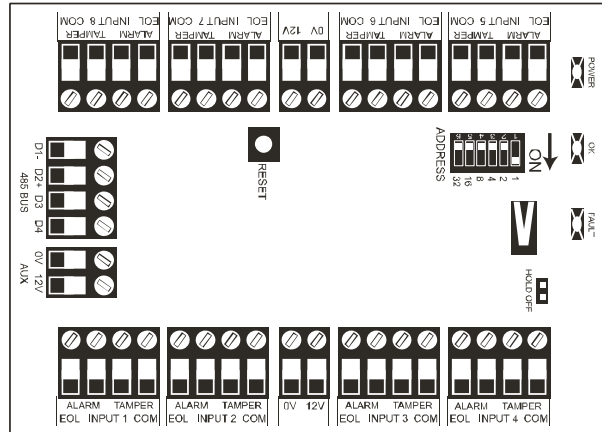 ALARM TAMPER
EOL INPUT 8 COM
ALARM TAMPER
EOL INPUT 7 COM
0V 12V
ALARM TAMPER
EOL INPUT 6 COM
ALARM TAMPER
EOL INPUT 5 COM
POWER
OK
FAULT
HOLD OFF
ON
1 2 3 4 5 6
1 2 4 8 16 32
ADDRESS
RESET
D1- D2+ D3 D4
485 BUS
0V 12V
AUX
ALARM TAMPER
EOL INPUT 1 COM
ALARM TAMPER
EOL INPUT 2 COM
0V 12V
ALARM TAMPER
EOL INPUT 3 COM
ALARM TAMPER
EOL INPUT 4 COM